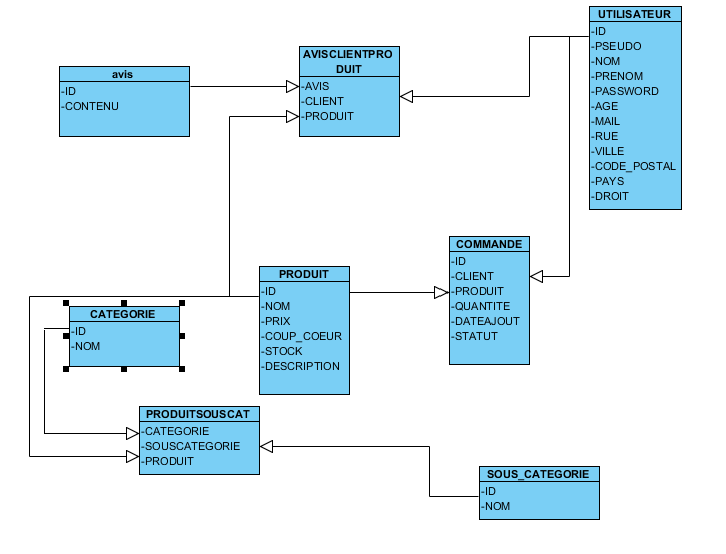 UTILISATEUR
-ID
-PSEUDO
-NOM
-PRENOM
-PASSWORD
-AGE
-MAIL
-RUE
-VILLE
-CODE_POSTAL
-PAYS
-DROIT
AVISCLIENTPRO
DUIT
-AVIS
-CLIENT
-PRODUIT
avis
-ID
-CONTENU
COMMANDE
-ID
-CLIENT
-PRODUIT
-QUANTITE
-DATEAJOUT
-STATUT
PRODUIT
-ID
-NOM
-PRIX
-COUP_COEUR
-STOCK
-DESCRIPTION
CATEGORIE
-ID
-NOM
PRODUITSOUSCAT
-CATEGORIE
-SOUSCATEGORIE
-PRODUIT
SOUS_CATEGORIE
-ID
-NOM